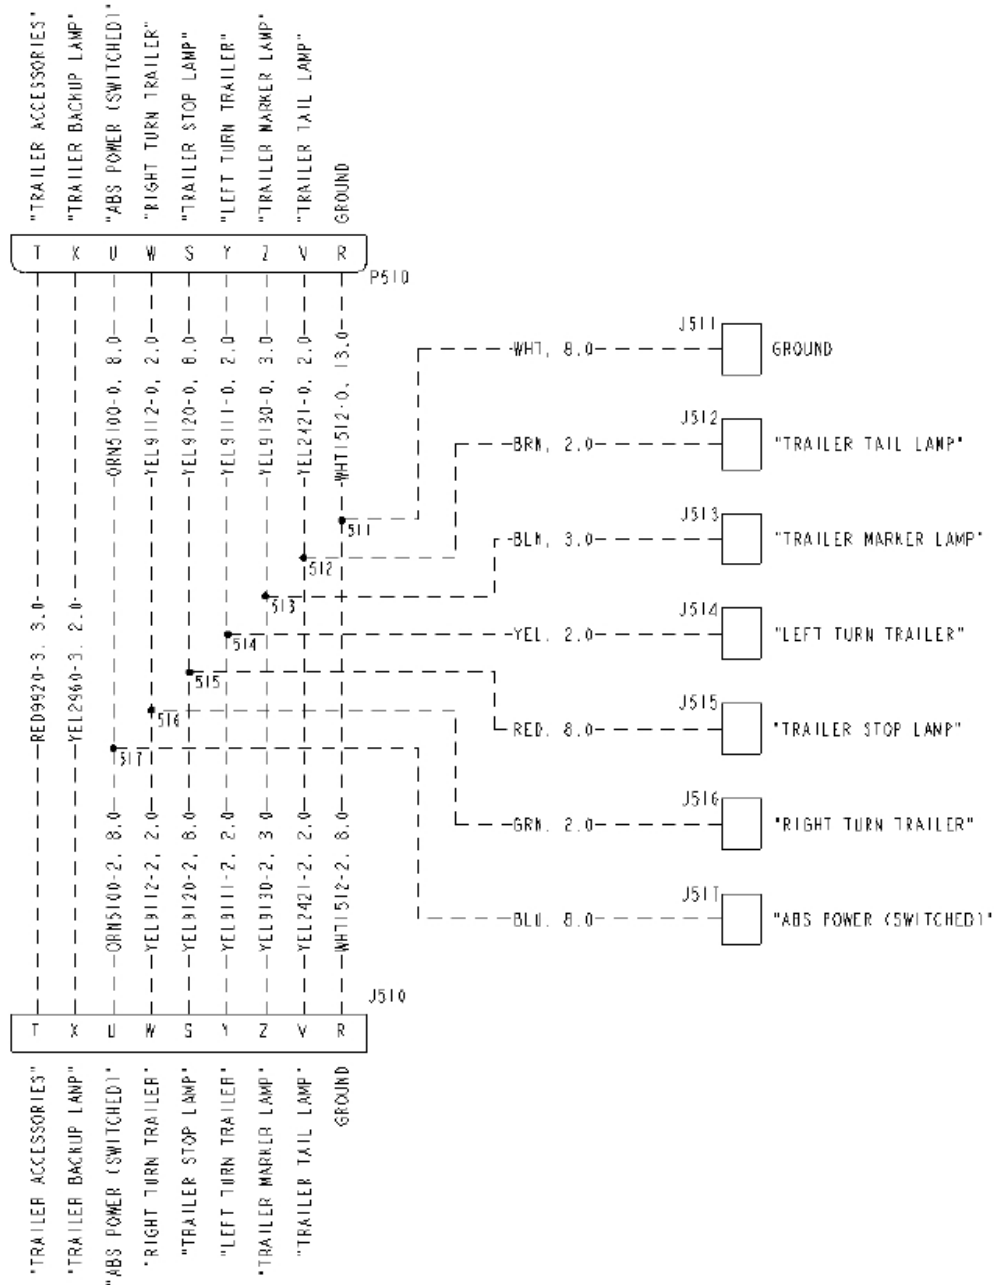 "TRAILER ACCESSORIES"
"TRAILER BACKUP LAMP"
"ABS POWER (SWITCHED)"
"RIGHT TURN TRAILER"
"TRAILER STOP LAMP"
"LEFT TURN TRAILER"
"TRAILER MARKER LAMP"
"TRAILER TAIL LAMP"
GROUND
T X U W S Y Z V R
P510
RED9920-3, 3.0
YEL2960-3, 2.0
ORN5100-0, 8.0
YEL9112-0, 2.0
YEL9120-0, 8.0
YEL9111-0, 2.0
YEL9130-0, 3.0
YEL2421-0, 2.0
WHT1512-0, 13.0
J511
WHT, 8.0
GROUND
J512
BRN, 2.0
"TRAILER TAIL LAMP"
J513
BLK, 3.0
"TRAILER MARKER LAMP"
J514
YEL, 2.0
"LEFT TURN TRAILER"
J515
RED, 8.0
"TRAILER STOP LAMP"
J516
GRN, 2.0
"RIGHT TURN TRAILER"
J517
BLU, 8.0
"ABS POWER (SWITCHED)"
511
512
513
514
515
516
517
ORN5100-2, 8.0
YEL9112-2, 2.0
YEL9120-2, 8.0
YEL9111-2, 2.0
YEL9130-2, 3.0
YEL2421-2, 2.0
WHT1512-2, 8.0
J510
T X U W S Y Z V R
"TRAILER ACCESSORIES"
"TRAILER BACKUP LAMP"
"ABS POWER (SWITCHED)"
"RIGHT TURN TRAILER"
"TRAILER STOP LAMP"
"LEFT TURN TRAILER"
"TRAILER MARKER LAMP"
"TRAILER TAIL LAMP"
GROUND